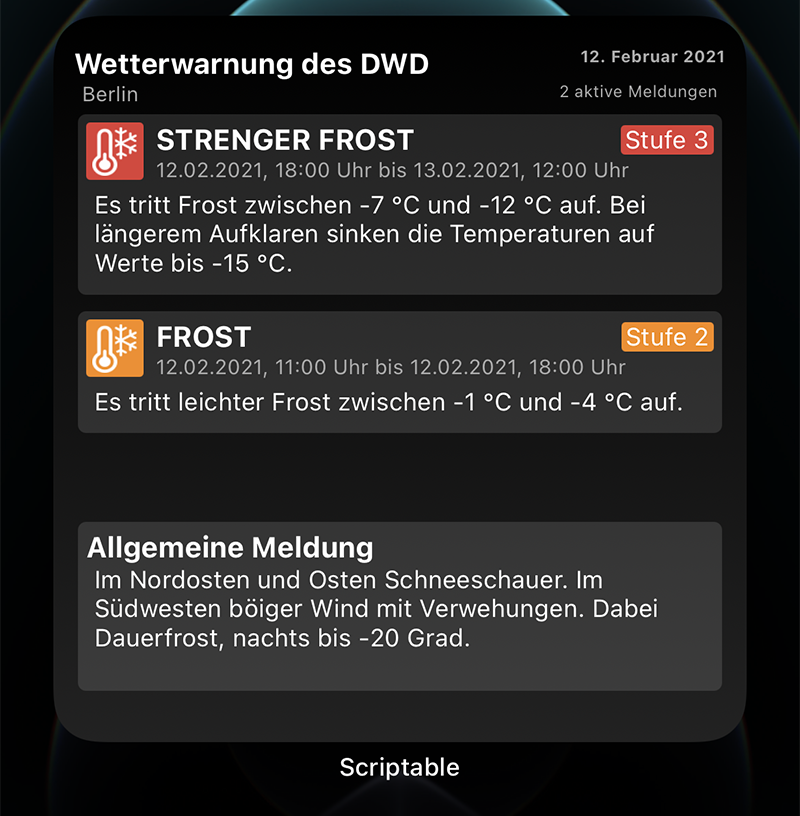 Wetterwarnung des DWD
12. Februar 2021
Berlin
2 aktive Meldungen
STRENGER FROST
Stufe 3
12.02.2021, 18:00 Uhr bis 13.02.2021, 12:00 Uhr
Es tritt Frost zwischen -7 °C und -12 °C auf. Bei
längerem Aufklaren sinken die Temperaturen auf
Werte bis -15 °C.
FROST
Stufe 2
12.02.2021, 11:00 Uhr bis 12.02.2021, 18:00 Uhr
Es tritt leichter Frost zwischen -1 °C und -4 °C auf.
Allgemeine Meldung
Im Nordosten und Osten Schneeschauer. Im
Südwesten böiger Wind mit Verwehungen. Dabei
Dauerfrost, nachts bis -20 Grad.
Scriptable